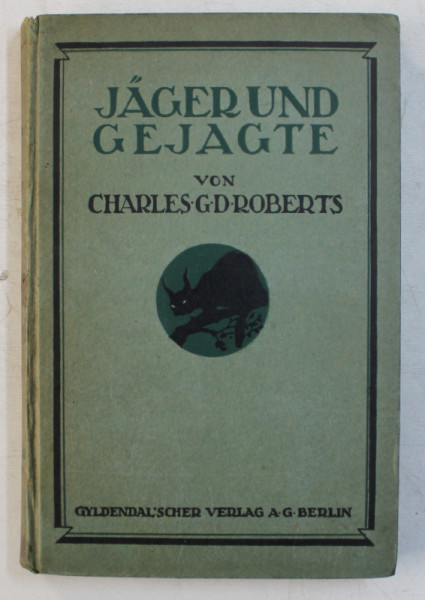 JÄGER UND
GEJAGTE
VON
CHARLES·G·D·ROBERTS
GYLDENDAL'SCHER VERLAG A·G·BERLIN